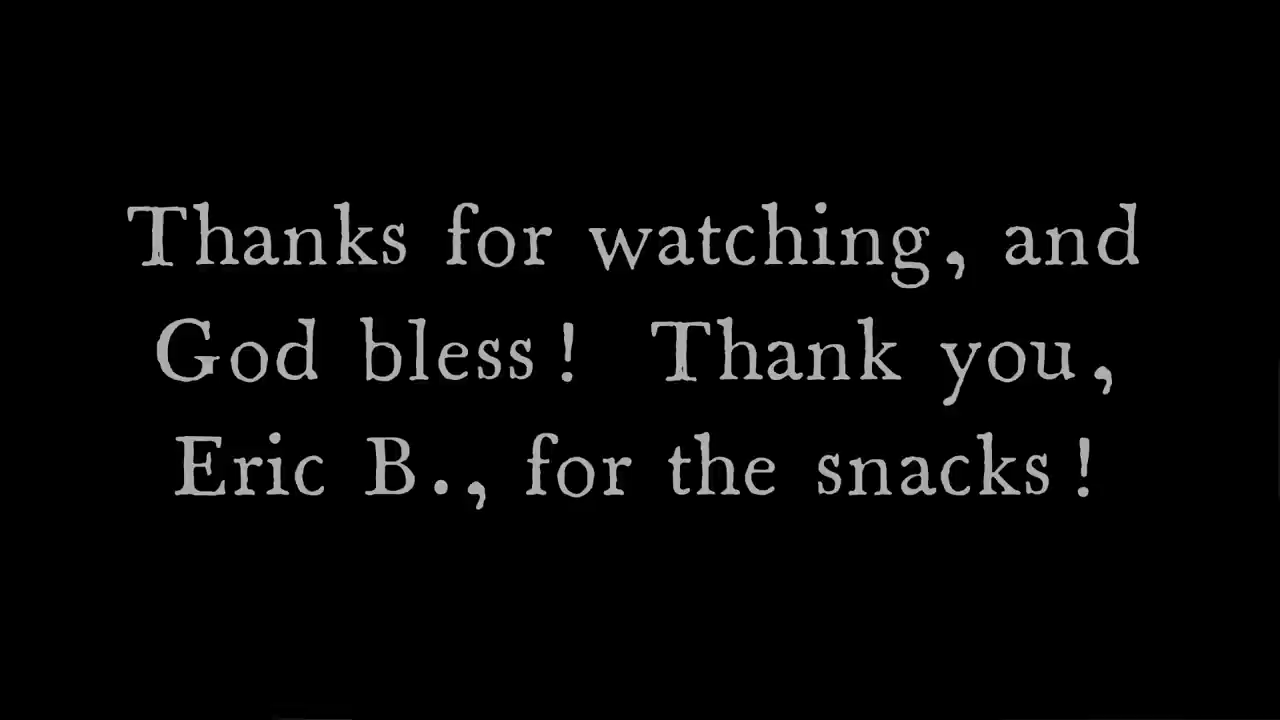 Thanks for watching, and
God bless!  Thank you,
Eric B., for the snacks!